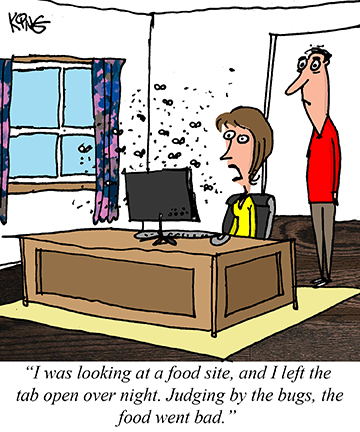 KING
“I was looking at a food site, and I left the
tab open over night. Judging by the bugs, the
food went bad.”